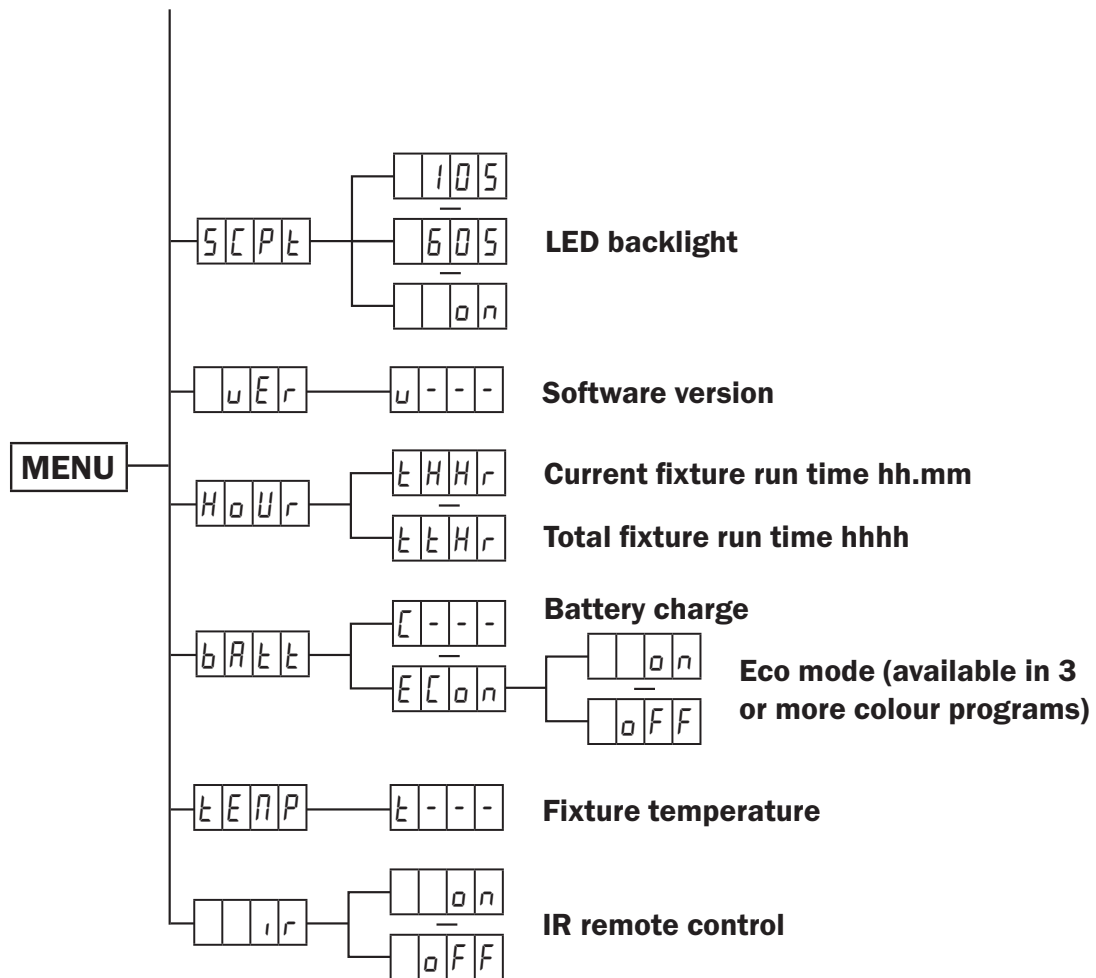 10S
SCPt
60S
LED backlight
on
vEr
v---
Software version
MENU
HoUr
tHHr
Current fixture run time hh.mm
ttHr
Total fixture run time hhhh
bAtt
C---
Battery charge
ECon
on
oFF
Eco mode (available in 3
or more colour programs)
tEMP
t---
Fixture temperature
ir
on
oFF
IR remote control